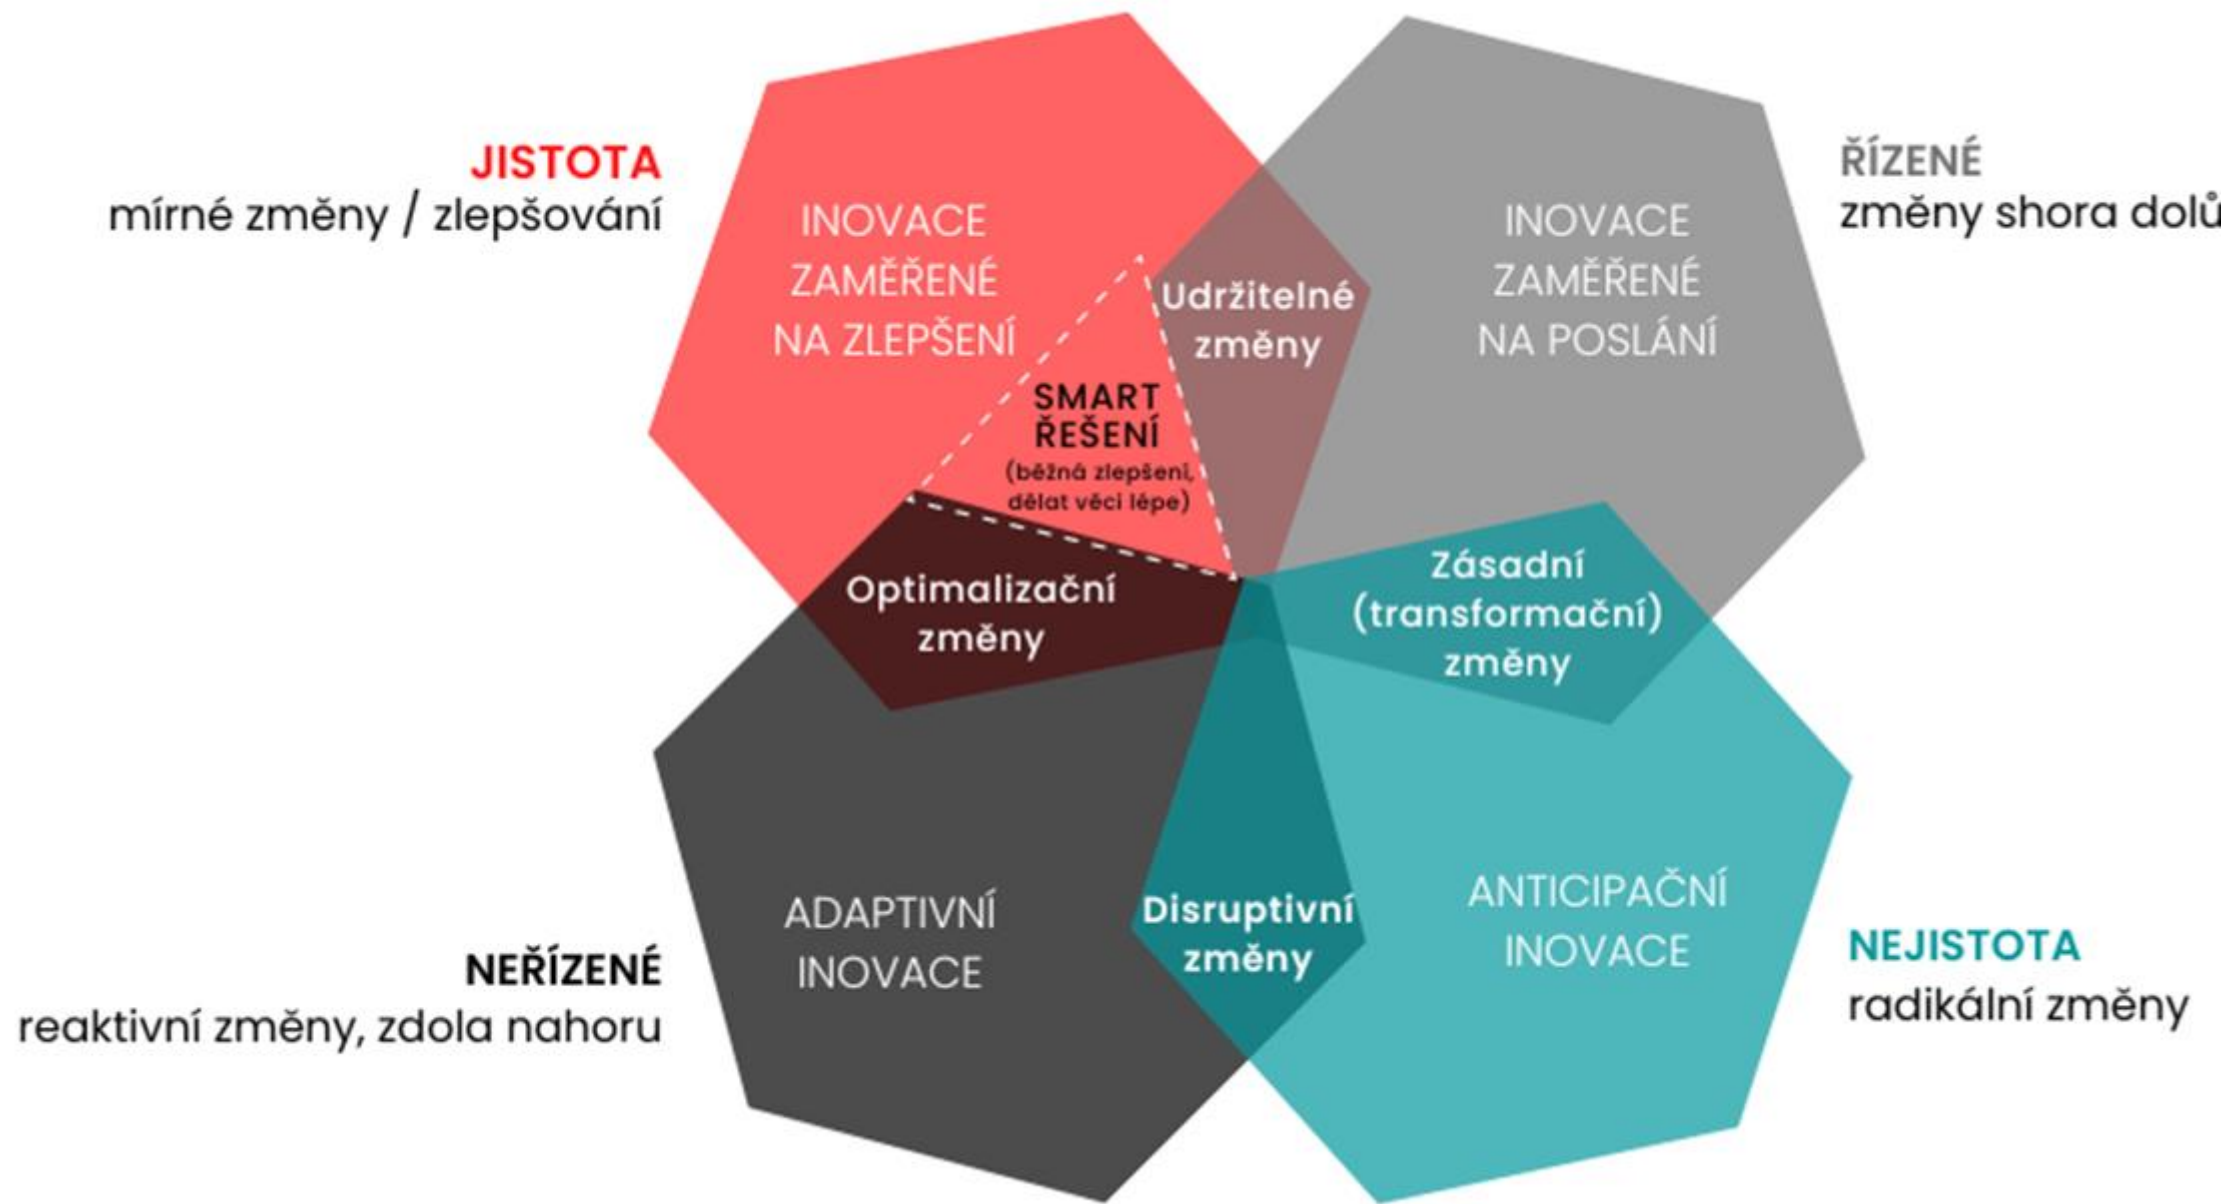 JISTOTA
mírné změny / zlepšování
INOVACE
ZAMĚŘENÉ
NA ZLEPŠENÍ
Udržitelné
změny
INOVACE
ZAMĚŘENÉ
NA POSLÁNÍ
ŘÍZENÉ
změny shora dolů
SMART
ŘEŠENÍ
(běžná zlepšení,
dělat věci lépe)
Optimalizační
změny
Zásadní
(transformační)
změny
NEŘÍZENÉ
reaktivní změny, zdola nahoru
ADAPTIVNÍ
INOVACE
Disruptivní
změny
ANTICIPAČNÍ
INOVACE
NEJISTOTA
radikální změny